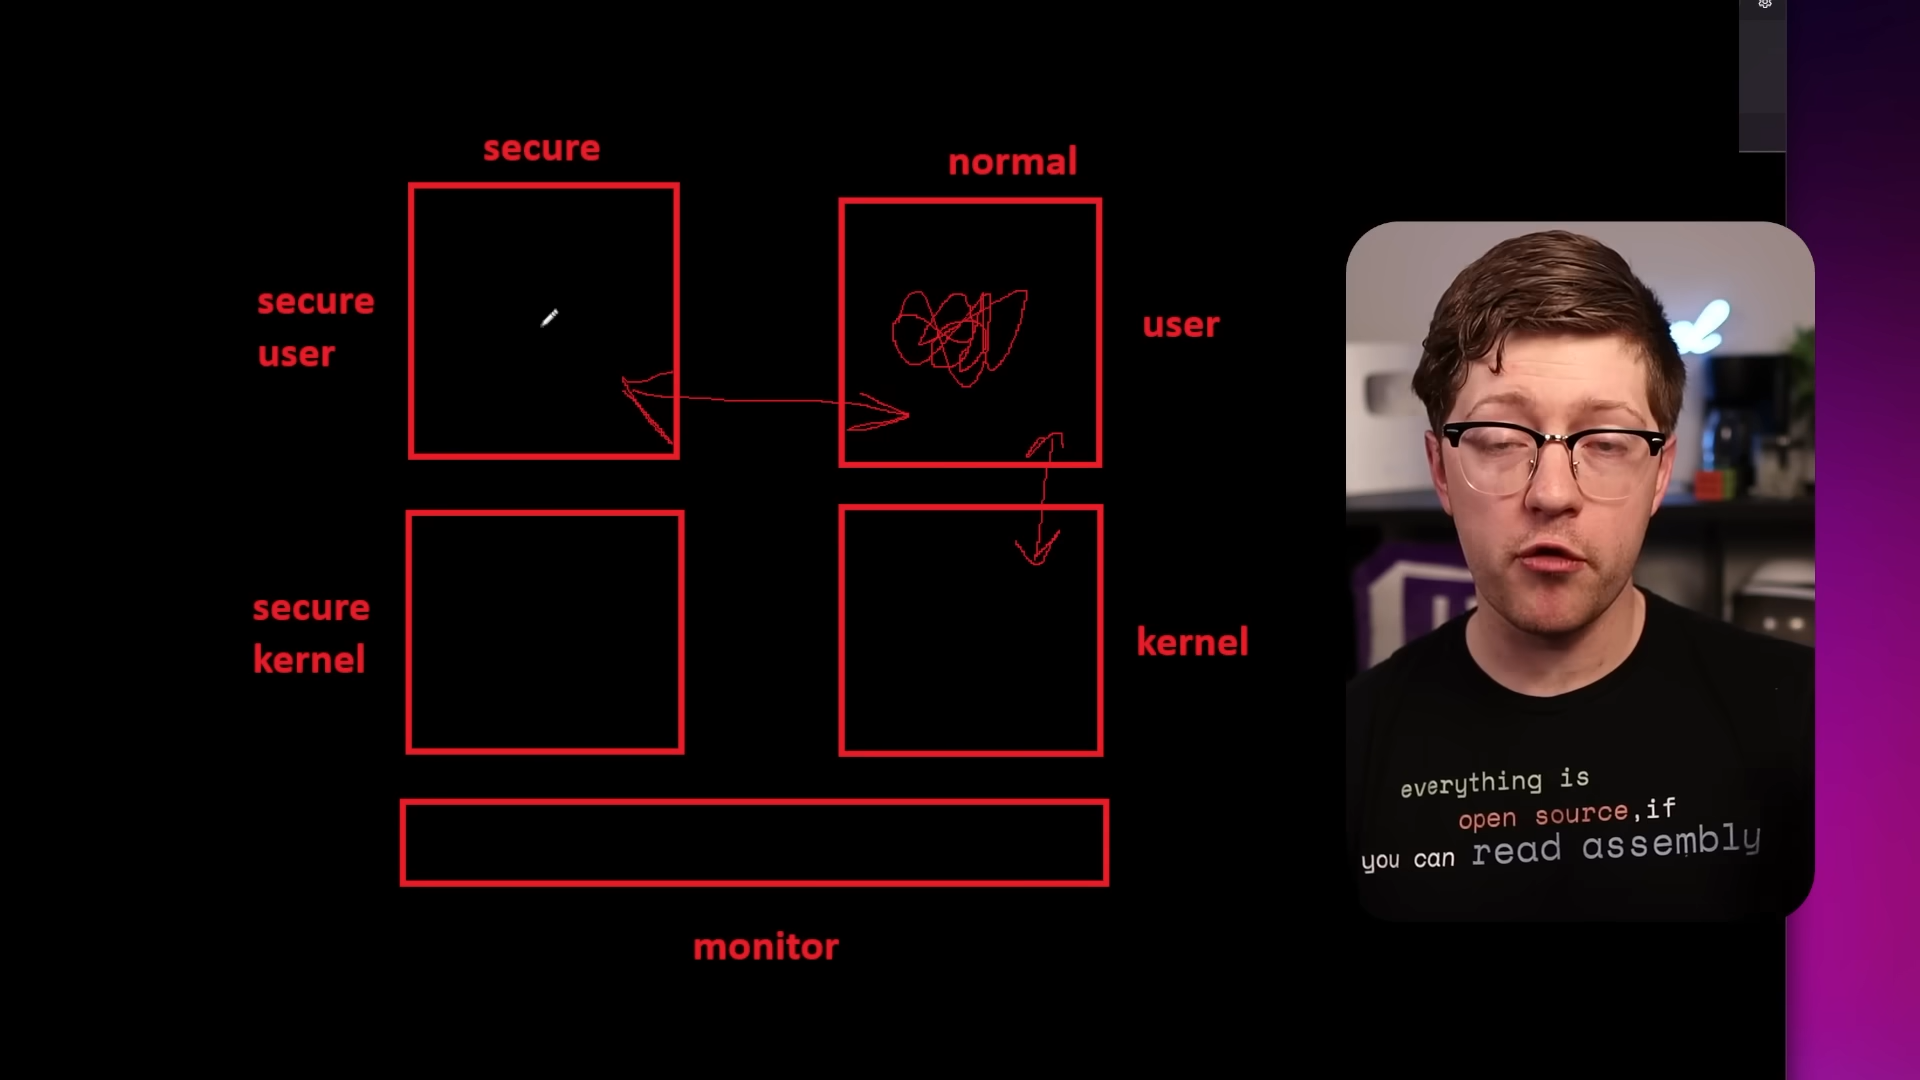 secure
normal
secure
user
user
secure
kernel
kernel
monitor
everything is
open source,if
you can read assembly